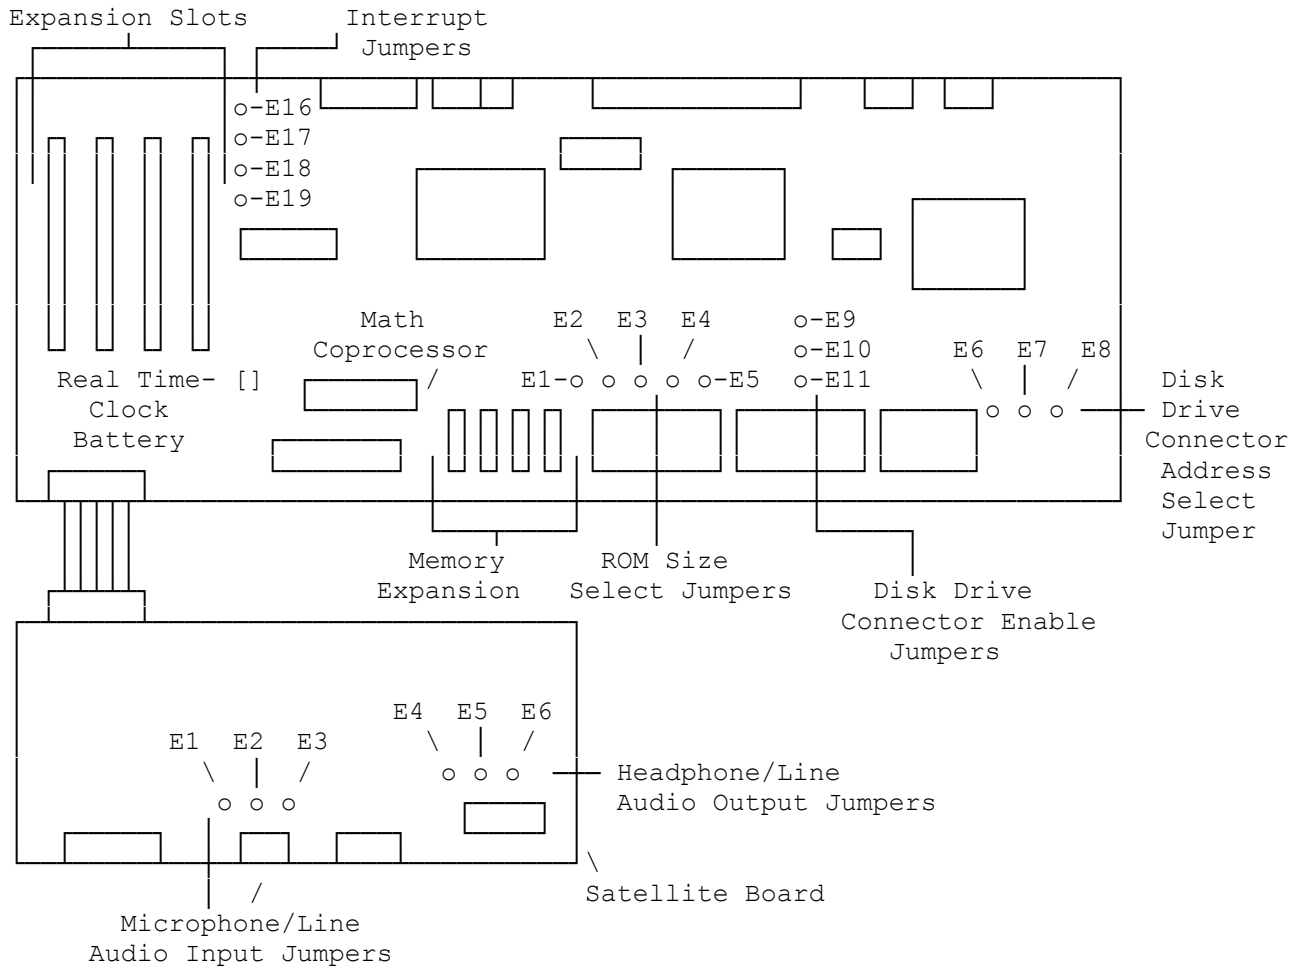 Expansion Slots Interrupt
Jumpers
o-E16
o-E17
o-E18
o-E19
Math E2 E3 E4 o-E9
Coprocessor o-E10 E6 E7 E8
Real Time- [] E1-o o o o o-E5 o-E11 Disk
Clock o o o Drive
Battery Connector
Address
Select
Jumper
Memory ROM Size
Expansion Select Jumpers Disk Drive
Connector Enable
Jumpers
E4 E5 E6
E1 E2 E3
o o o Headphone/Line
o o o Audio Output Jumpers
Satellite Board
Microphone/Line
Audio Input Jumpers